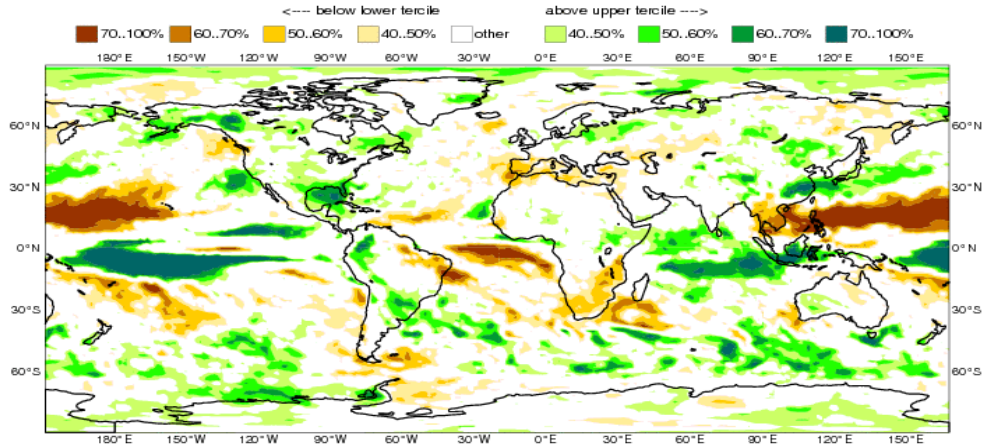 <---- below lower tercile above upper tercile ---->
70..100% 60..70% 50..60% 40..50% other 40..50% 50..60% 60..70% 70..100%
180°E 150°W 120°W 90°W 60°W 30°W 0°E 30°E 60°E 90°E 120°E 150°E
60°N 60°N
30°N 30°N
0°N 0°N
30°S 30°S
60°S 60°S
180°E 150°W 120°W 90°W 60°W 30°W 0°E 30°E 60°E 90°E 120°E 150°E